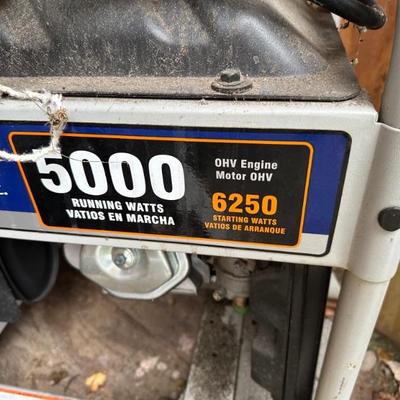 5000
RUNNING WATTS
VATIOS EN MARCHA
OHV Engine
Motor OHV
6250
STARTING WATTS
VATIOS DE ARRANQUE